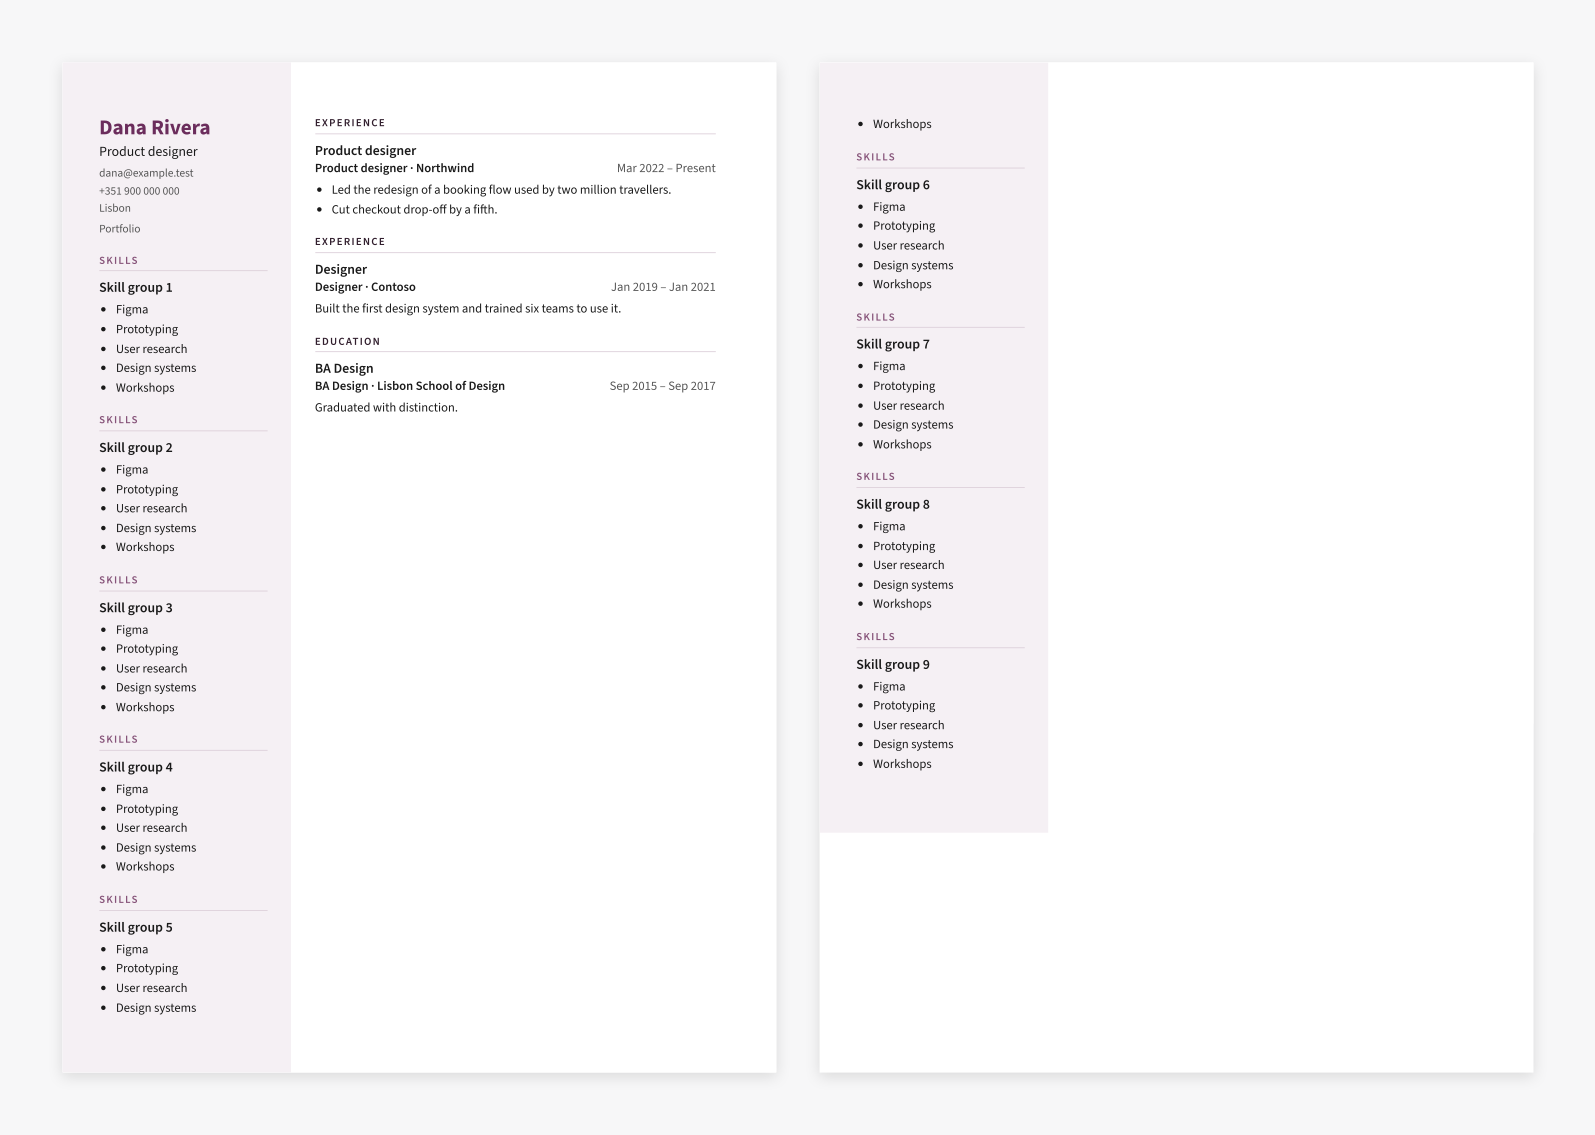 Dana Rivera
Product designer
dana@example.test
+351 900 000 000
Lisbon
Portfolio
SKILLS
Skill group 1
• Figma
• Prototyping
• User research
• Design systems
• Workshops
SKILLS
Skill group 2
• Figma
• Prototyping
• User research
• Design systems
• Workshops
SKILLS
Skill group 3
• Figma
• Prototyping
• User research
• Design systems
• Workshops
SKILLS
Skill group 4
• Figma
• Prototyping
• User research
• Design systems
• Workshops
SKILLS
Skill group 5
• Figma
• Prototyping
• User research
• Design systems
EXPERIENCE
Product designer
Product designer · Northwind Mar 2022 – Present
• Led the redesign of a booking flow used by two million travellers.
• Cut checkout drop-off by a fifth.
EXPERIENCE
Designer
Designer · Contoso Jan 2019 – Jan 2021
Built the first design system and trained six teams to use it.
EDUCATION
BA Design
BA Design · Lisbon School of Design Sep 2015 – Sep 2017
Graduated with distinction.
• Workshops
SKILLS
Skill group 6
• Figma
• Prototyping
• User research
• Design systems
• Workshops
SKILLS
Skill group 7
• Figma
• Prototyping
• User research
• Design systems
• Workshops
SKILLS
Skill group 8
• Figma
• Prototyping
• User research
• Design systems
• Workshops
SKILLS
Skill group 9
• Figma
• Prototyping
• User research
• Design systems
• Workshops